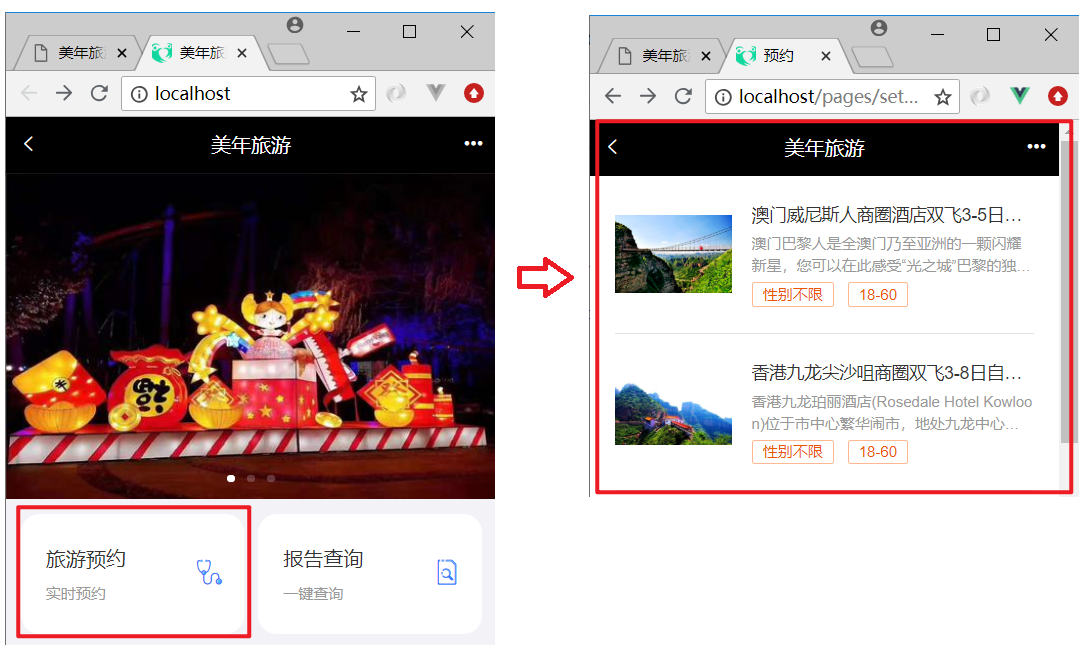 美年旅
美年旅
localhost
美年旅游
福
旅游预约
实时预约
报告查询
一键查询
美年旅
预约
localhost/pages/set...
美年旅游
澳门威尼斯人商圈酒店双飞3-5日...
澳门巴黎人是全澳门乃至亚洲的一颗闪耀
新星，您可以在此感受“光之城”巴黎的独...
性别不限
18-60
香港九龙尖沙咀商圈双飞3-8日自...
香港九龙珀丽酒店(Rosedale Hotel Kowloo
n)位于市中心繁华闹市，地处九龙中心...
性别不限
18-60